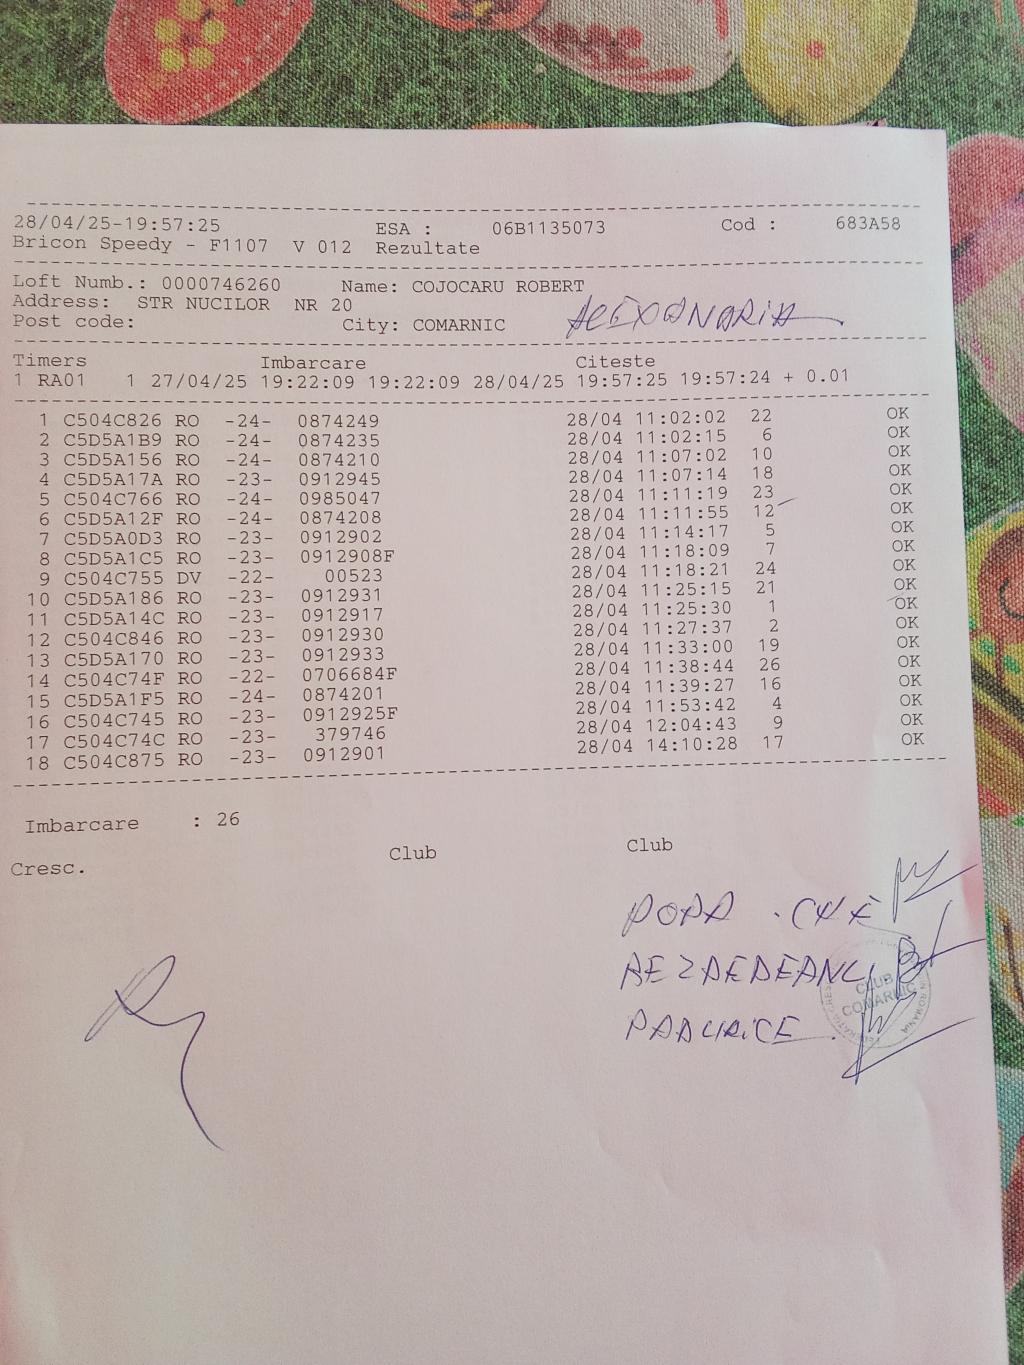 28/04/25-19:57:25 ESA : 06B1135073 Cod : 683A58
Bricon Speedy - F1107 V 012 Rezultate
Loft Numb.: 0000746260 Name: COJOCARU ROBERT
Address: STR NUCILOR NR 20
Post code: City: COMARNIC ALEXANDRIA
Timers Imbarcare Citeste
1 RA01 1 27/04/25 19:22:09 19:22:09 28/04/25 19:57:25 19:57:24 + 0.01
1 C504C826 RO -24- 0874249 28/04 11:02:02 22 OK
2 C5D5A1B9 RO -24- 0874235 28/04 11:02:15 6 OK
3 C5D5A156 RO -24- 0874210 28/04 11:07:02 10 OK
4 C5D5A17A RO -23- 0912945 28/04 11:07:14 18 OK
5 C504C766 RO -24- 0985047 28/04 11:11:19 23 OK
6 C5D5A12F RO -24- 0874208 28/04 11:11:55 12 OK
7 C5D5A0D3 RO -23- 0912902 28/04 11:14:17 5 OK
8 C5D5A1C5 RO -23- 0912908F 28/04 11:18:09 7 OK
9 C504C755 DV -22- 00523 28/04 11:18:21 24 OK
10 C5D5A186 RO -23- 0912931 28/04 11:25:15 21 OK
11 C5D5A14C RO -23- 0912917 28/04 11:25:30 1 OK
12 C504C846 RO -23- 0912930 28/04 11:27:37 2 OK
13 C5D5A170 RO -23- 0912933 28/04 11:33:00 19 OK
14 C504C74F RO -22- 0706684F 28/04 11:38:44 26 OK
15 C5D5A1F5 RO -24- 0874201 28/04 11:39:27 16 OK
16 C504C745 RO -23- 0912925F 28/04 11:53:42 4 OK
17 C504C74C RO -23- 379746 28/04 12:04:43 9 OK
18 C504C875 RO -23- 0912901 28/04 14:10:28 17 OK
Imbarcare : 26
Cresc. Club Club
POPA
CLUB
COMARNIC
PADURICE